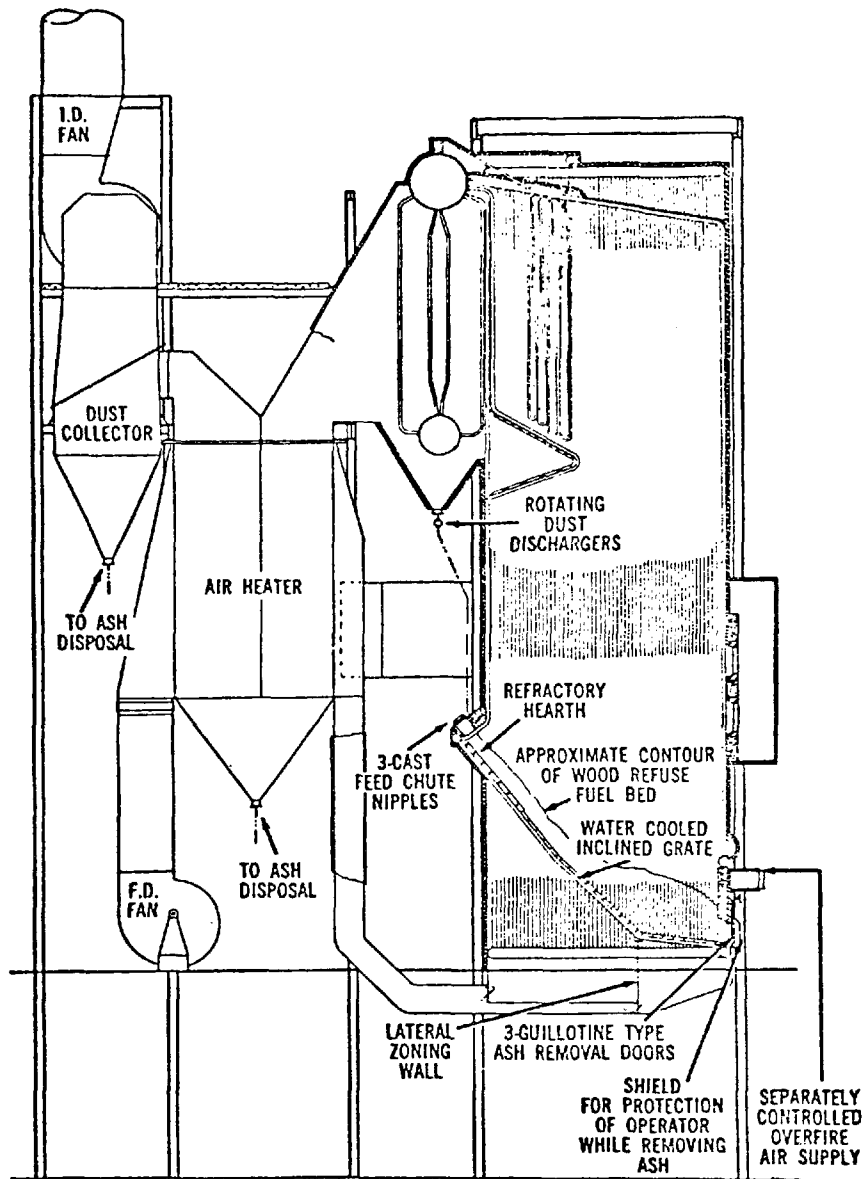 I.D.
FAN
DUST
COLLECTOR
TO ASH
DISPOSAL
AIR HEATER
ROTATING
DUST
DISCHARGERS
REFRACTORY
HEARTH
3-CAST
FEED CHUTE
NIPPLES
APPROXIMATE CONTOUR
OF WOOD REFUSE
FUEL BED
WATER COOLED
INCLINED GRATE
TO ASH
DISPOSAL
F.D.
FAN
LATERAL
ZONING
WALL
3-GUILLOTINE TYPE
ASH REMOVAL DOORS
SHIELD
FOR PROTECTION
OF OPERATOR
WHILE REMOVING
ASH
SEPARATELY
CONTROLLED
OVERFIRE
AIR SUPPLY